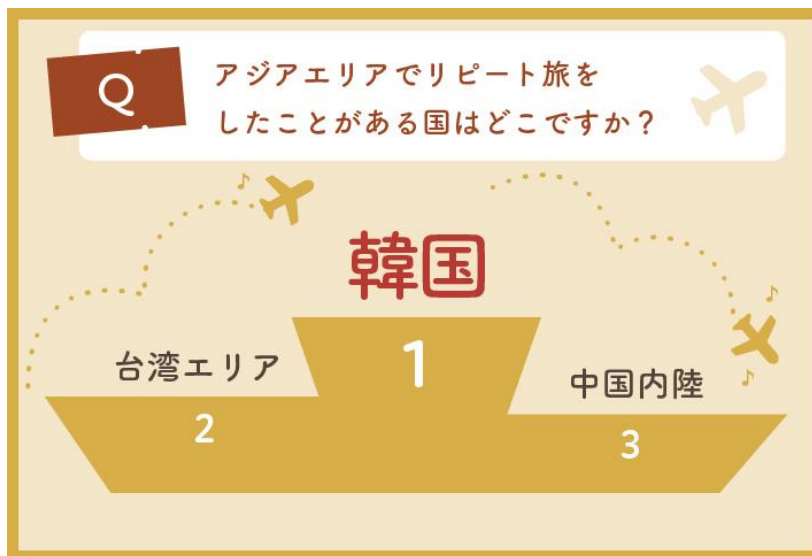 Q
アジアエリアでリピート旅を
したことがある国はどこですか？
韓国
1
台湾エリア
2
中国内陸
3